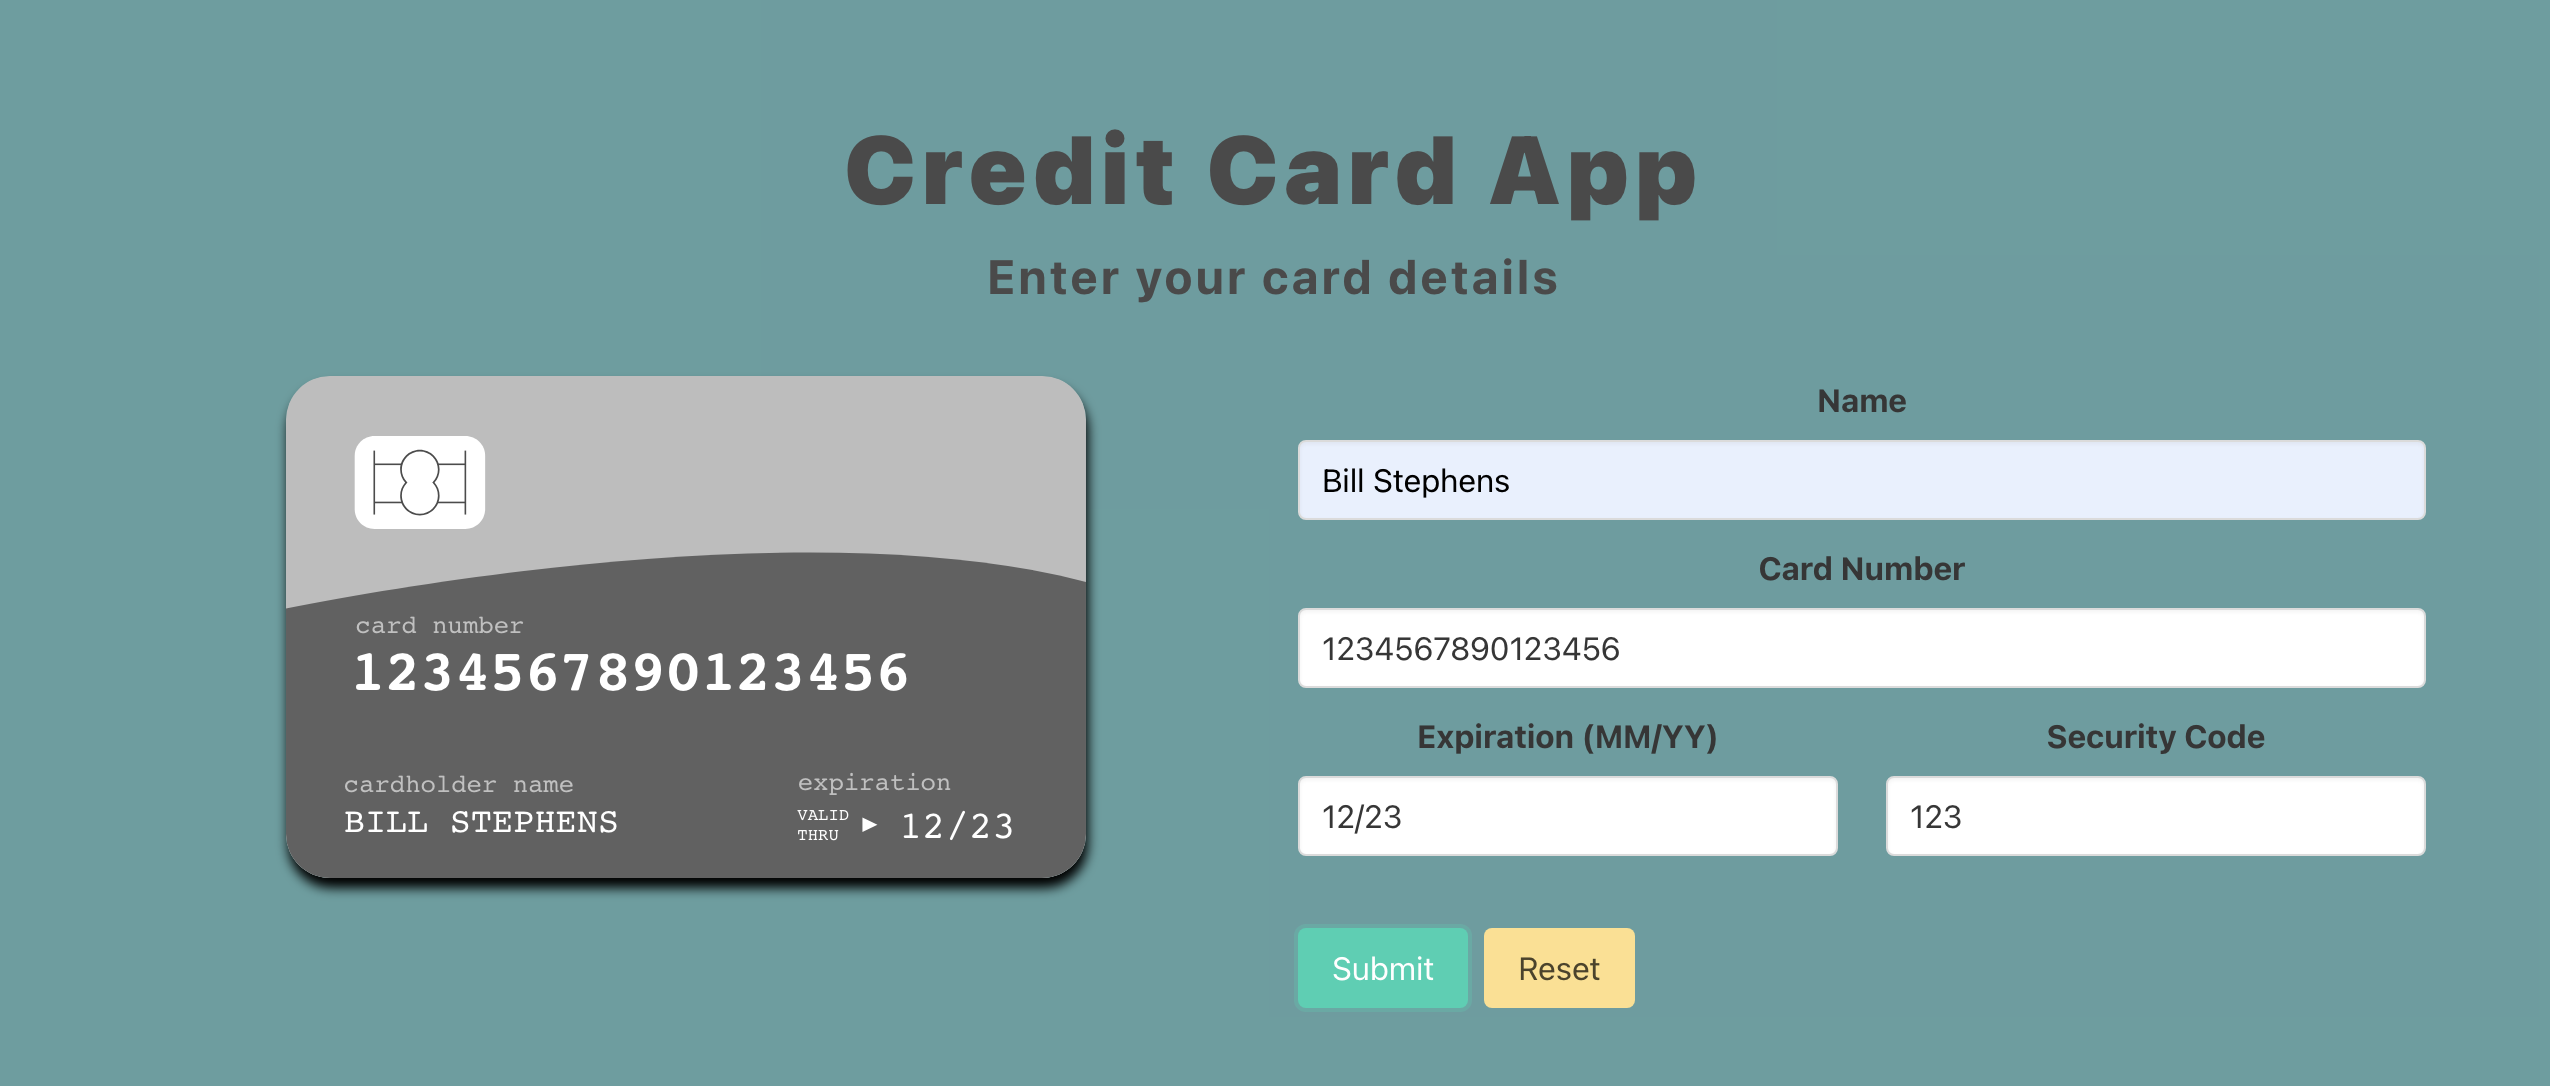 Credit Card App
Enter your card details
card number
1234567890123456
cardholder name
BILL STEPHENS
expiration
VALID
THRU
12/23
Name
Bill Stephens
Card Number
1234567890123456
Expiration (MM/YY)
12/23
Security Code
123
Submit
Reset